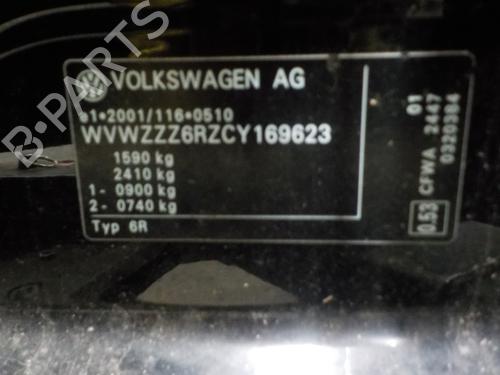 VOLKSWAGEN AG
e1*2001/116*0510
WVWZZZ6RZCY169623
1590 kg
2410 kg
1- 0900 kg
2- 0740 kg
Typ 6R
01
0.53 CFWA 2447
0320384
B-PARTS